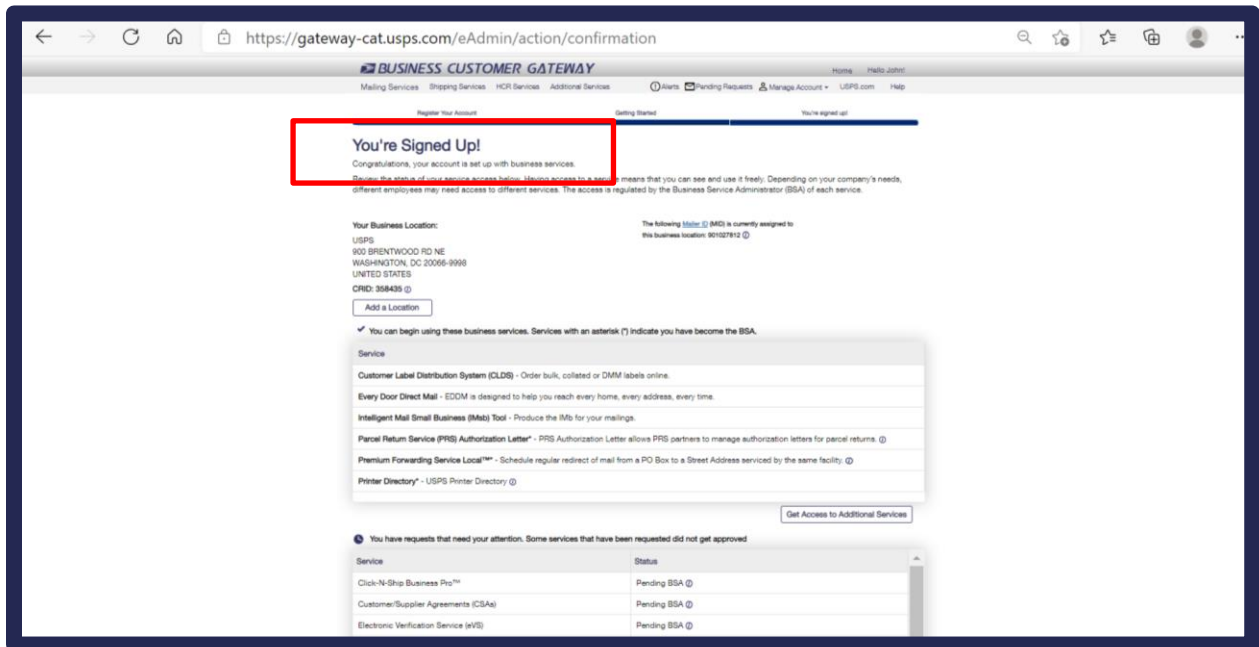 https://gateway-cat.usps.com/eAdmin/action/confirmation
BUSINESS CUSTOMER GATEWAY
Home Hello John!
Mailing Services Shipping Services HCR Services Additional Services Alerts Pending Requests Manage Account USPS.com Help
Register Your Account Getting Started You're signed up!
You're Signed Up!
Congratulations, your account is set up with business services.
Review the status of your service access below. Having access to a service means that you can see and use it freely. Depending on your company's needs,
different employees may need access to different services. The access is regulated by the Business Service Administrator (BSA) of each service.
Your Business Location:
USPS
900 BRENTWOOD RD NE
WASHINGTON, DC 20066-9998
UNITED STATES
CRID: 358435
The following Mailer ID (MID) is currently assigned to
this business location: 901027812
Add a Location
You can begin using these business services. Services with an asterisk (*) indicate you have become the BSA.
Service
Customer Label Distribution System (CLDS) - Order bulk, collated or DMM labels online.
Every Door Direct Mail - EDDM is designed to help you reach every home, every address, every time.
Intelligent Mail Small Business (IMsb) Tool - Produce the IMb for your mailings.
Parcel Return Service (PRS) Authorization Letter* - PRS Authorization Letter allows PRS partners to manage authorization letters for parcel returns.
Premium Forwarding Service Local™* - Schedule regular redirect of mail from a PO Box to a Street Address serviced by the same facility.
Printer Directory* - USPS Printer Directory
Get Access to Additional Services
You have requests that need your attention. Some services that have been requested did not get approved
Service Status
Click-N-Ship Business Pro™ Pending BSA
Customer/Supplier Agreements (CSAs) Pending BSA
Electronic Verification Service (eVS) Pending BSA